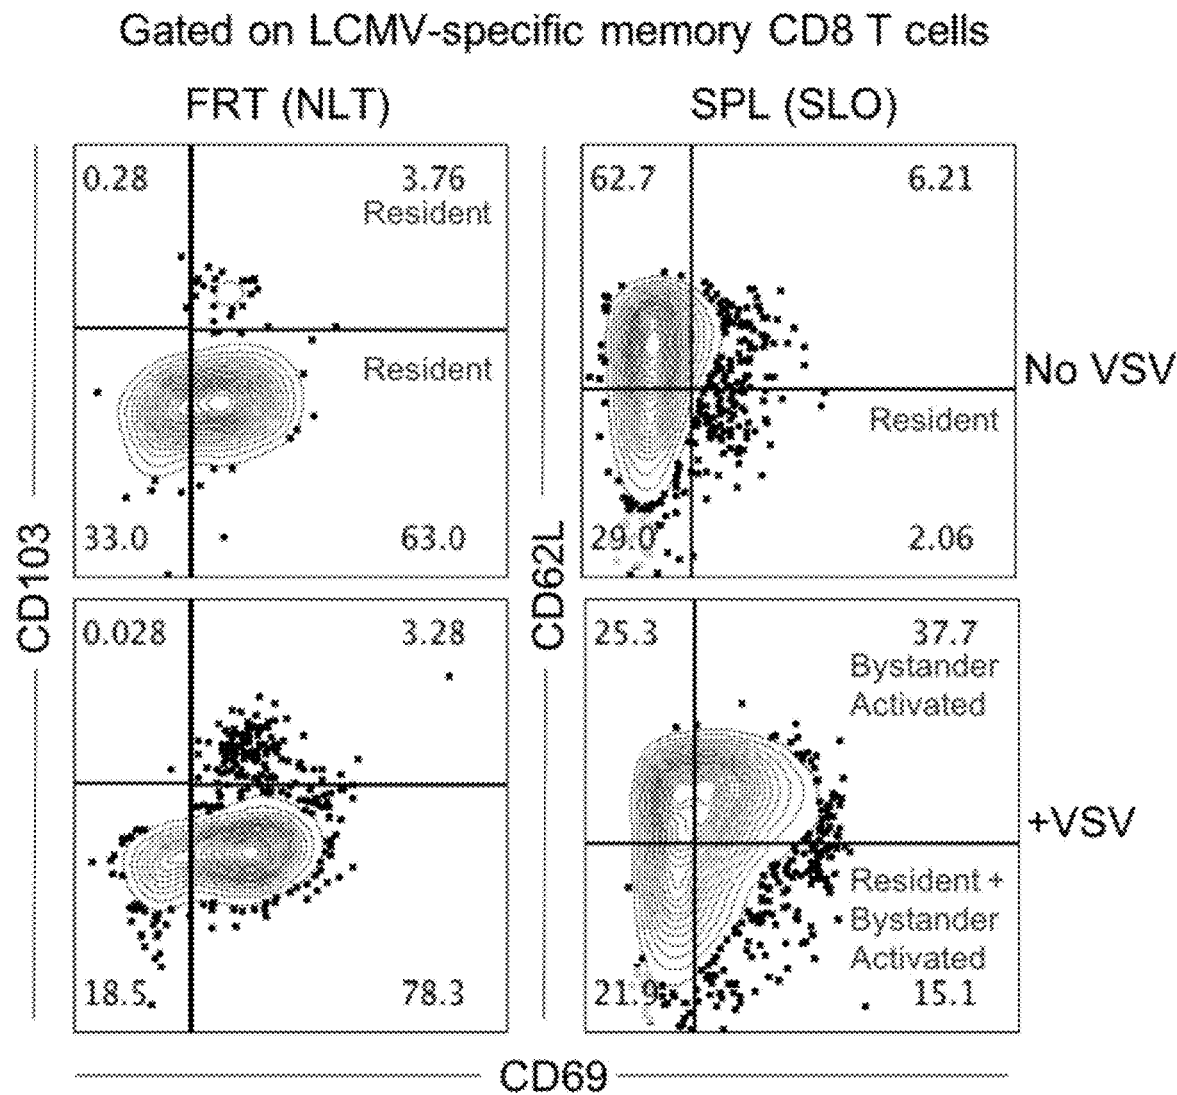 Gated on LCMV-specific memory CD8 T cells
FRT (NLT)
SPL (SLO)
0.28
3.76
Resident
Resident
33.0
63.0
62.7
6.21
Resident
29.0
2.06
No VSV
CD103
CD62L
0.028
3.28
18.5
78.3
25.3
37.7
Bystander
Activated
Resident +
Bystander
Activated
21.9
15.1
+VSV
CD69